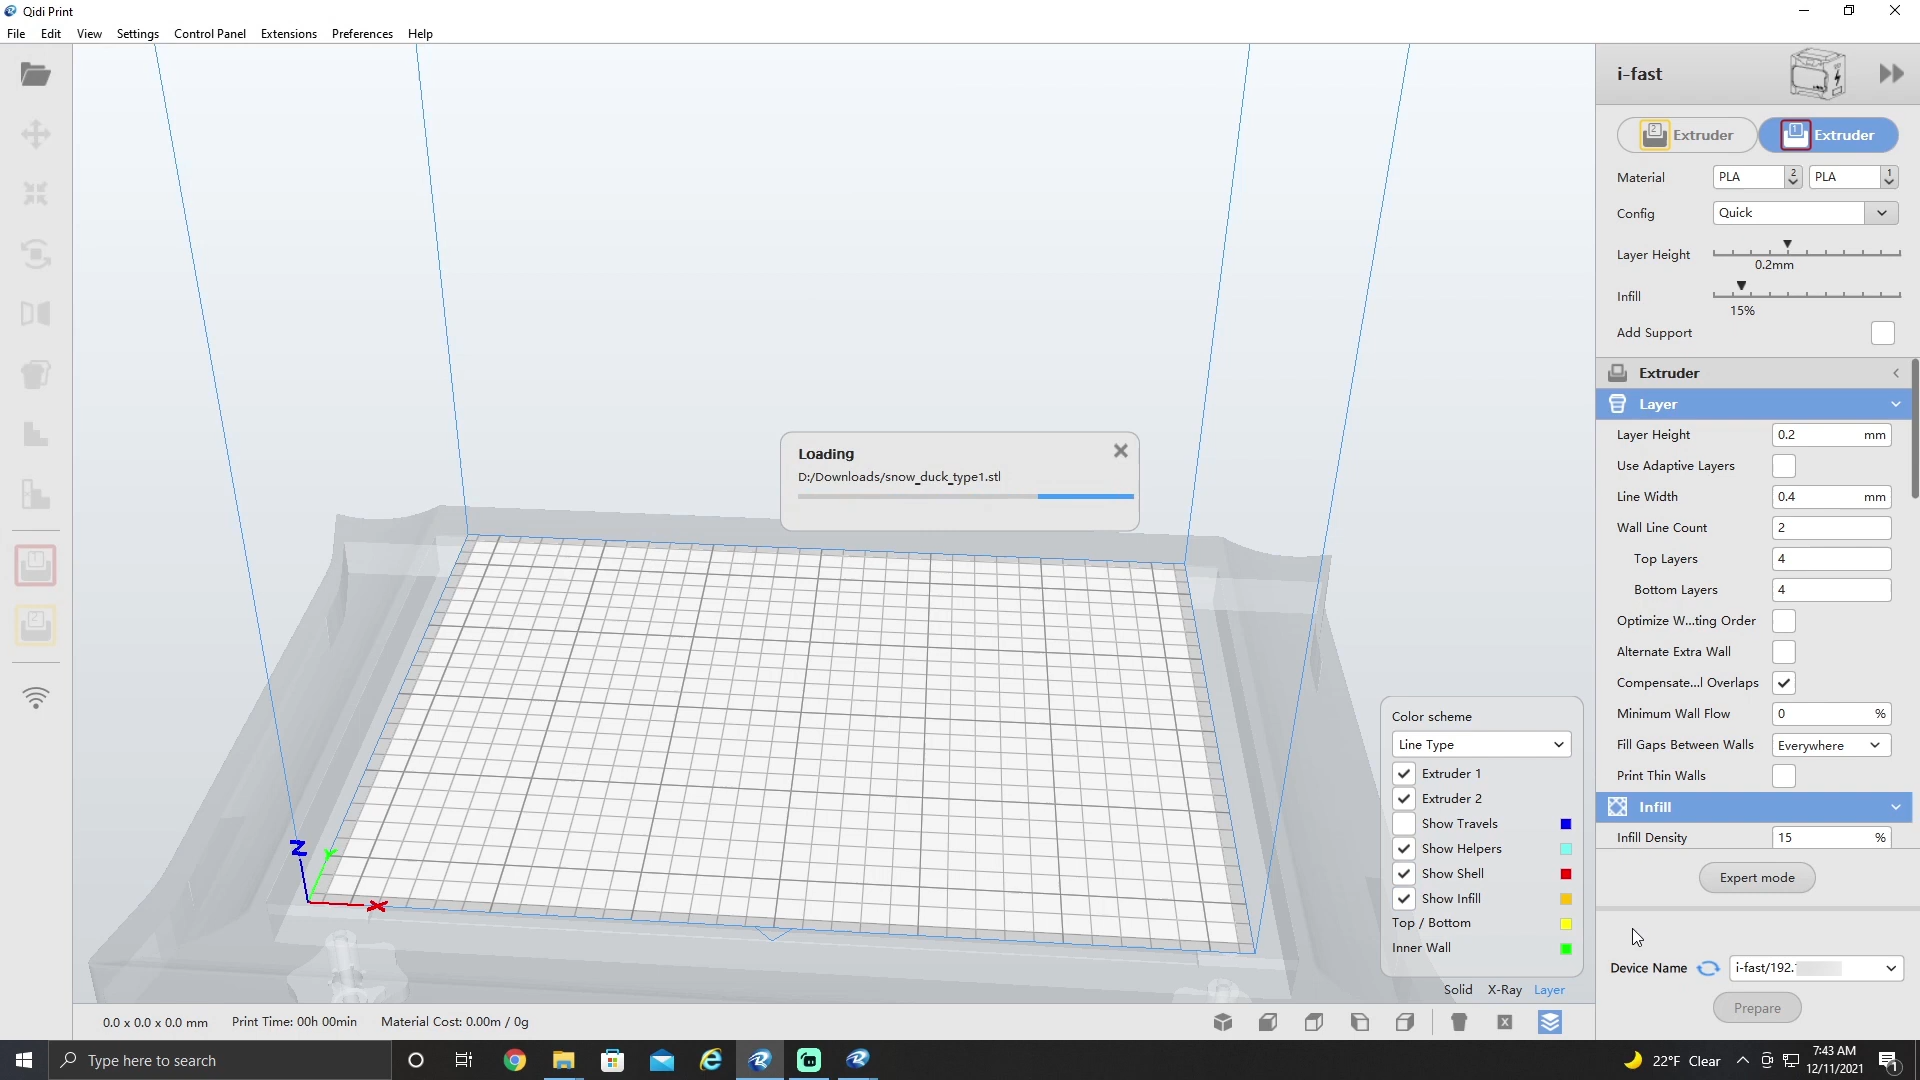 Qidi Print
File Edit View Settings Control Panel Extensions Preferences Help
i-fast
2 Extruder 1 Extruder
Material PLA 2 PLA 1
Config Quick
Layer Height 0.2mm
Infill 15%
Add Support
Extruder
Layer
Layer Height 0.2 mm
Use Adaptive Layers
Line Width 0.4 mm
Wall Line Count 2
Top Layers 4
Bottom Layers 4
Optimize W...ting Order
Alternate Extra Wall
Compensate...l Overlaps
Minimum Wall Flow 0 %
Fill Gaps Between Walls Everywhere
Print Thin Walls
Infill
Infill Density 15 %
Expert mode
Device Name i-fast/192.
Prepare
Loading
D:/Downloads/snow_duck_type1.stl
1
2
Z Y X
Color scheme
Line Type
Extruder 1
Extruder 2
Show Travels
Show Helpers
Show Shell
Show Infill
Top / Bottom
Inner Wall
Solid X-Ray Layer
0.0 x 0.0 x 0.0 mm Print Time: 00h 00min Material Cost: 0.00m / 0g
Type here to search
22°F Clear
7:43 AM
12/11/2021
1